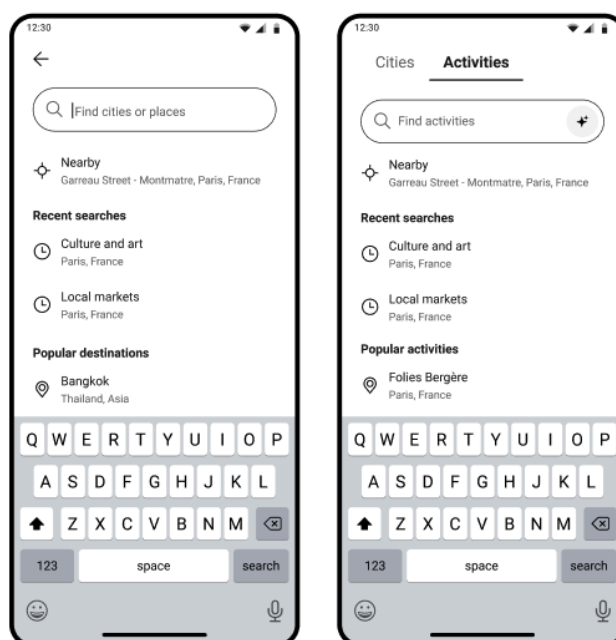 12:30
Find cities or places
Nearby
Garreau Street - Montmatre, Paris, France
Recent searches
Culture and art
Paris, France
Local markets
Paris, France
Popular destinations
Bangkok
Thailand, Asia
Q W E R T Y U I O P
A S D F G H J K L
Z X C V B N M
123 space search
12:30
Cities Activities
Find activities
Nearby
Garreau Street - Montmatre, Paris, France
Recent searches
Culture and art
Paris, France
Local markets
Paris, France
Popular activities
Folies Bergère
Paris, France
Q W E R T Y U I O P
A S D F G H J K L
Z X C V B N M
123 space search